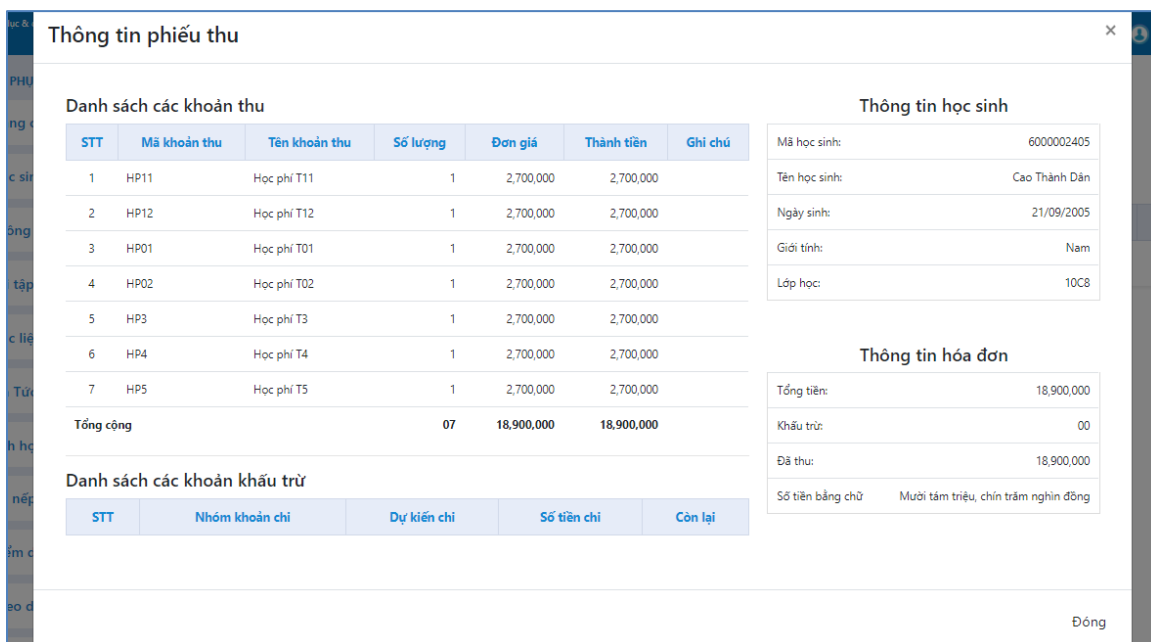 Thông tin phiếu thu ×
Danh sách các khoản thu
STT Mã khoản thu Tên khoản thu Số lượng Đơn giá Thành tiền Ghi chú
1 HP11 Học phí T11 1 2,700,000 2,700,000
2 HP12 Học phí T12 1 2,700,000 2,700,000
3 HP01 Học phí T01 1 2,700,000 2,700,000
4 HP02 Học phí T02 1 2,700,000 2,700,000
5 HP3 Học phí T3 1 2,700,000 2,700,000
6 HP4 Học phí T4 1 2,700,000 2,700,000
7 HP5 Học phí T5 1 2,700,000 2,700,000
Tổng cộng 07 18,900,000 18,900,000
Danh sách các khoản khấu trừ
STT Nhóm khoản chi Dự kiến chi Số tiền chi Còn lại
Thông tin học sinh
Mã học sinh: 6000002405
Tên học sinh: Cao Thành Dân
Ngày sinh: 21/09/2005
Giới tính: Nam
Lớp học: 10C8
Thông tin hóa đơn
Tổng tiền: 18,900,000
Khấu trừ: 00
Đã thu: 18,900,000
Số tiền bằng chữ Mười tám triệu, chín trăm nghìn đồng
Đóng